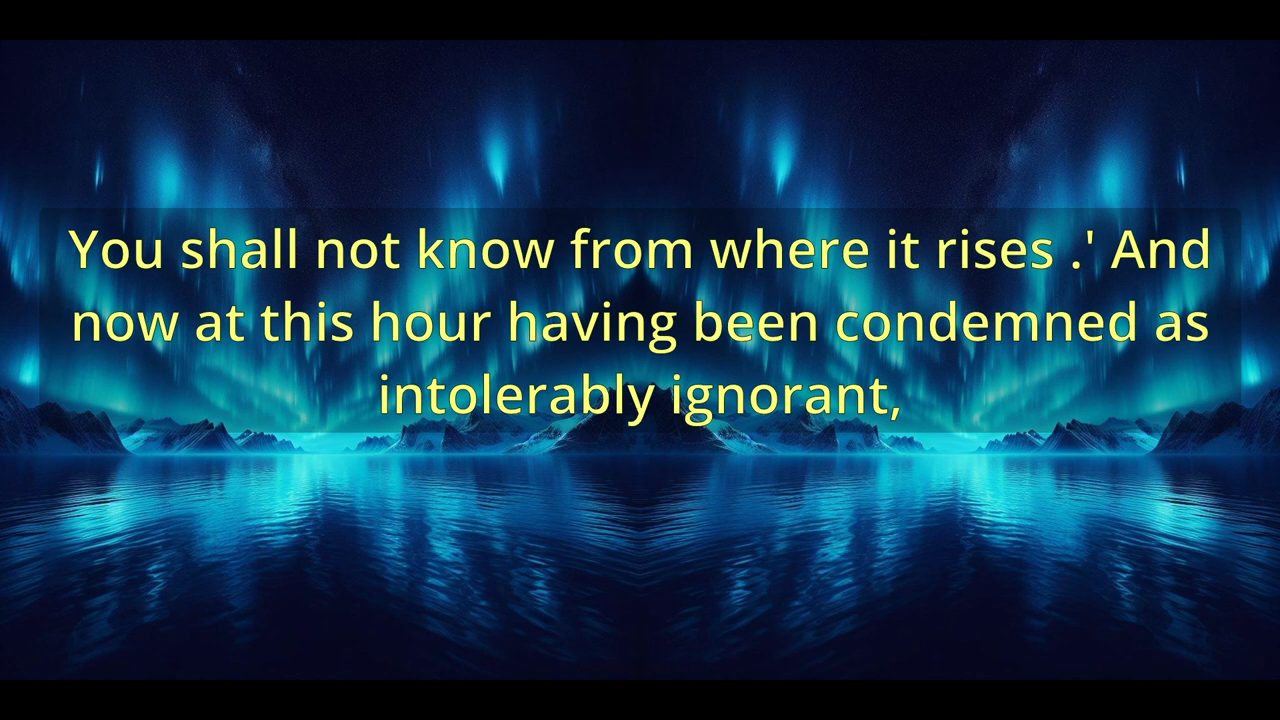 You shall not know from where it rises .' And
now at this hour having been condemned as
intolerably ignorant,